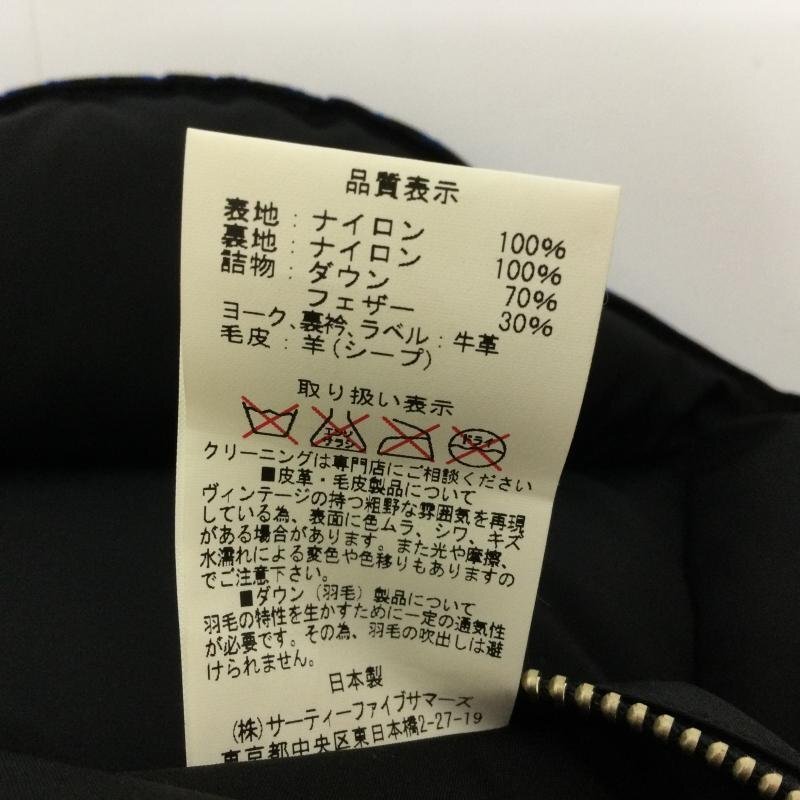 品質表示
表地：ナイロン 100%
裏地：ナイロン 100%
詰物：ダウン 70%
フェザー 30%
ヨーク、裏衿、ラベル：牛革
毛皮：羊(シープ)
取り扱い表示
エンソ ドライ
クリーニングは専門店にご相談ください
■皮革・毛皮製品について
ヴィンテージの持つ粗野な雰囲気を再現
している為、表面に色ムラ、シワ、キズ
がある場合があります。また光や摩擦、
水濡れによる変色や色移りもありますの
でご注意下さい。
■ダウン(羽毛)製品について
羽毛の特性を生かすために一定の通気性
が必要です。その為、羽毛の吹出しは避
けられません。
日本製
(株)サーティーファイブサマーズ
東京都中央区東日本橋2-27-19